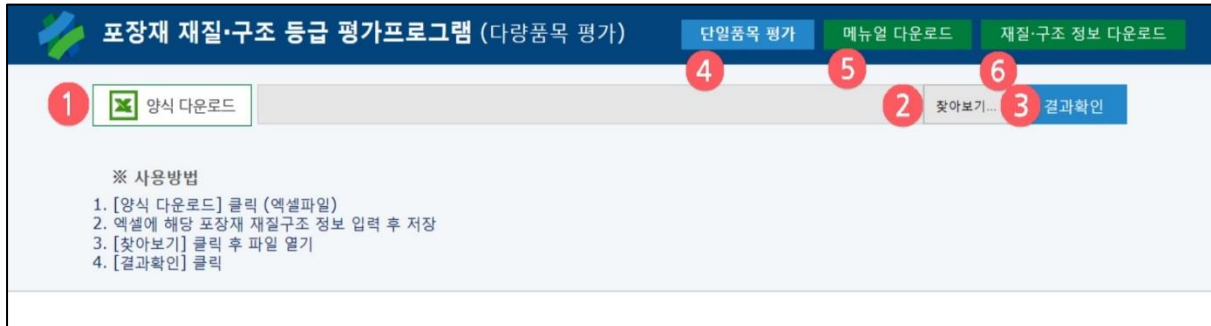 포장재 재질·구조 등급 평가프로그램 (다량품목 평가)
단일품목 평가
메뉴얼 다운로드
재질·구조 정보 다운로드
4
5
6
1
양식 다운로드
2
찾아보기...
3
결과확인
※ 사용방법
1. [양식 다운로드] 클릭 (엑셀파일)
2. 엑셀에 해당 포장재 재질구조 정보 입력 후 저장
3. [찾아보기] 클릭 후 파일 열기
4. [결과확인] 클릭